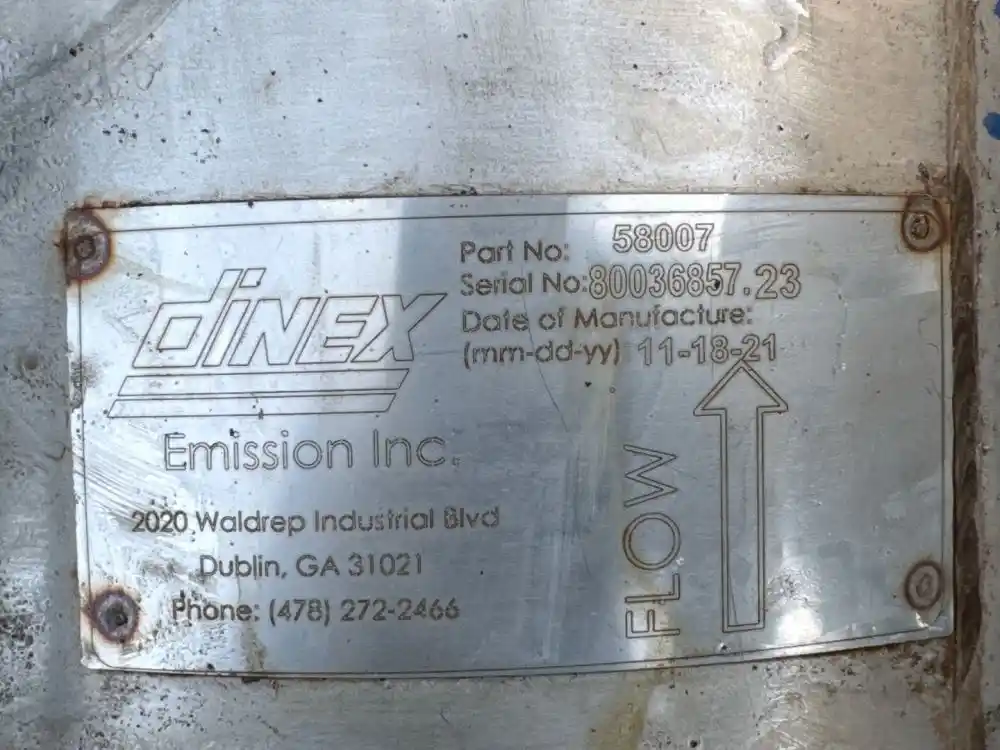 DiNEX
Emission Inc.
2020 Waldrep Industrial Blvd
Dublin, GA 31021
Phone: (478) 272-2466
Part No: 58007
Serial No:80036857.23
Date of Manufacture:
(mm-dd-yy) 11-18-21
FLOW